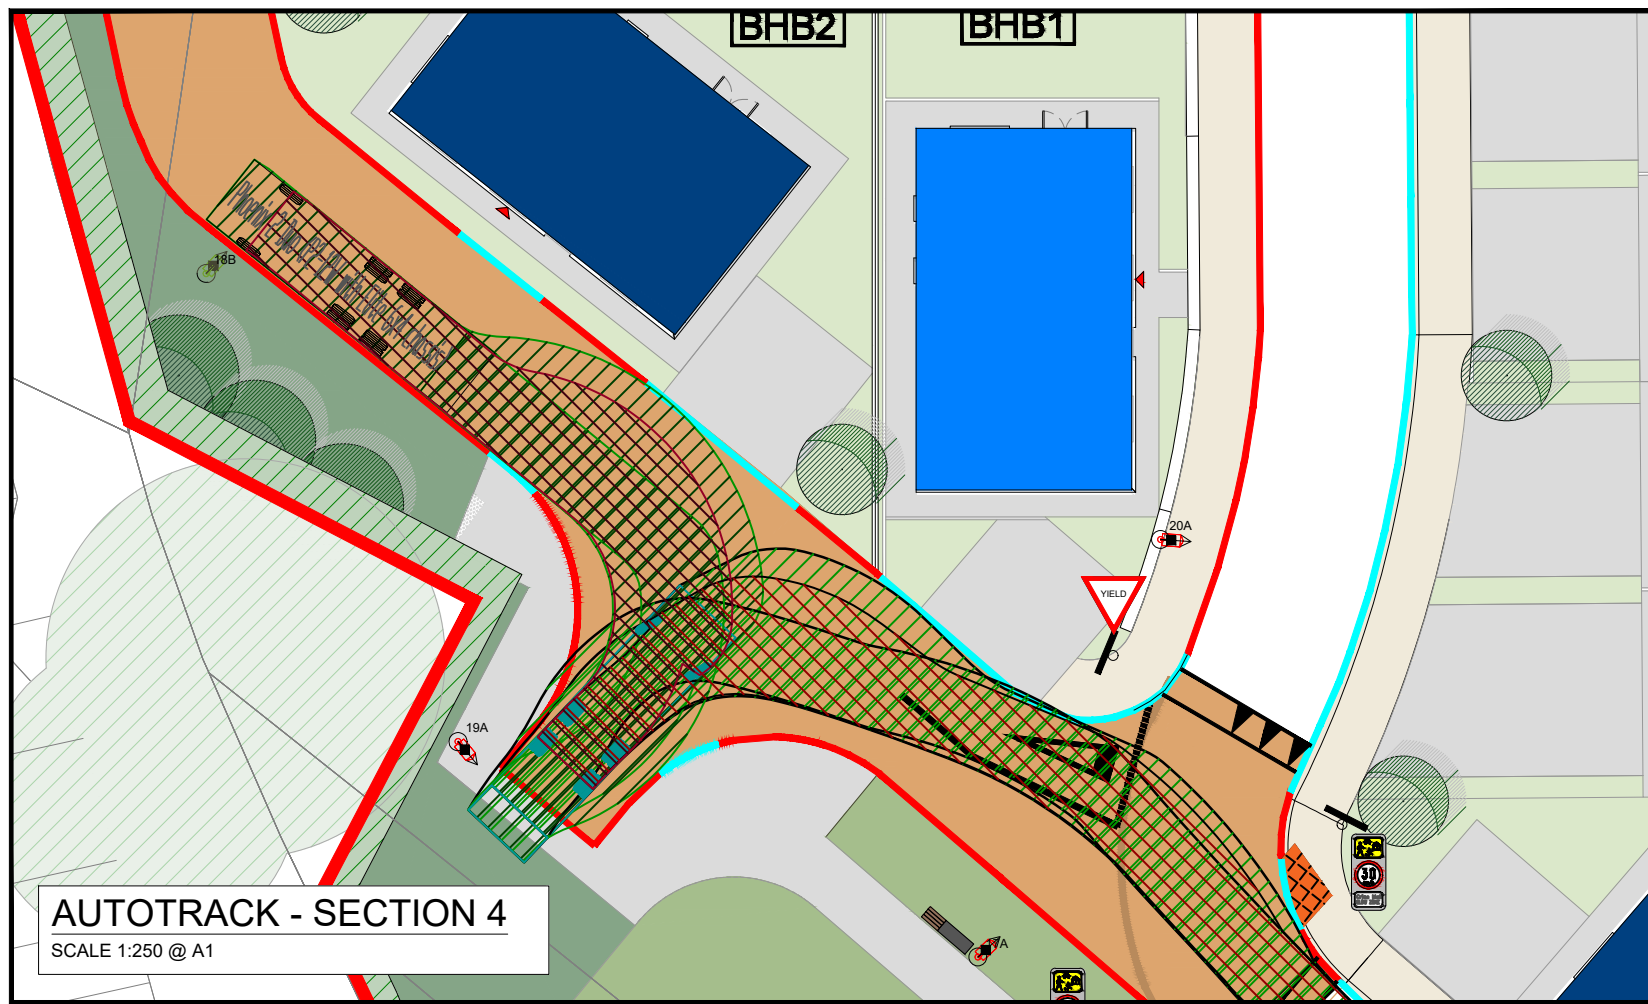 BHB2
BHB1
18B
20A
YIELD
19A
30
AUTOTRACK - SECTION 4
SCALE 1:250 @ A1